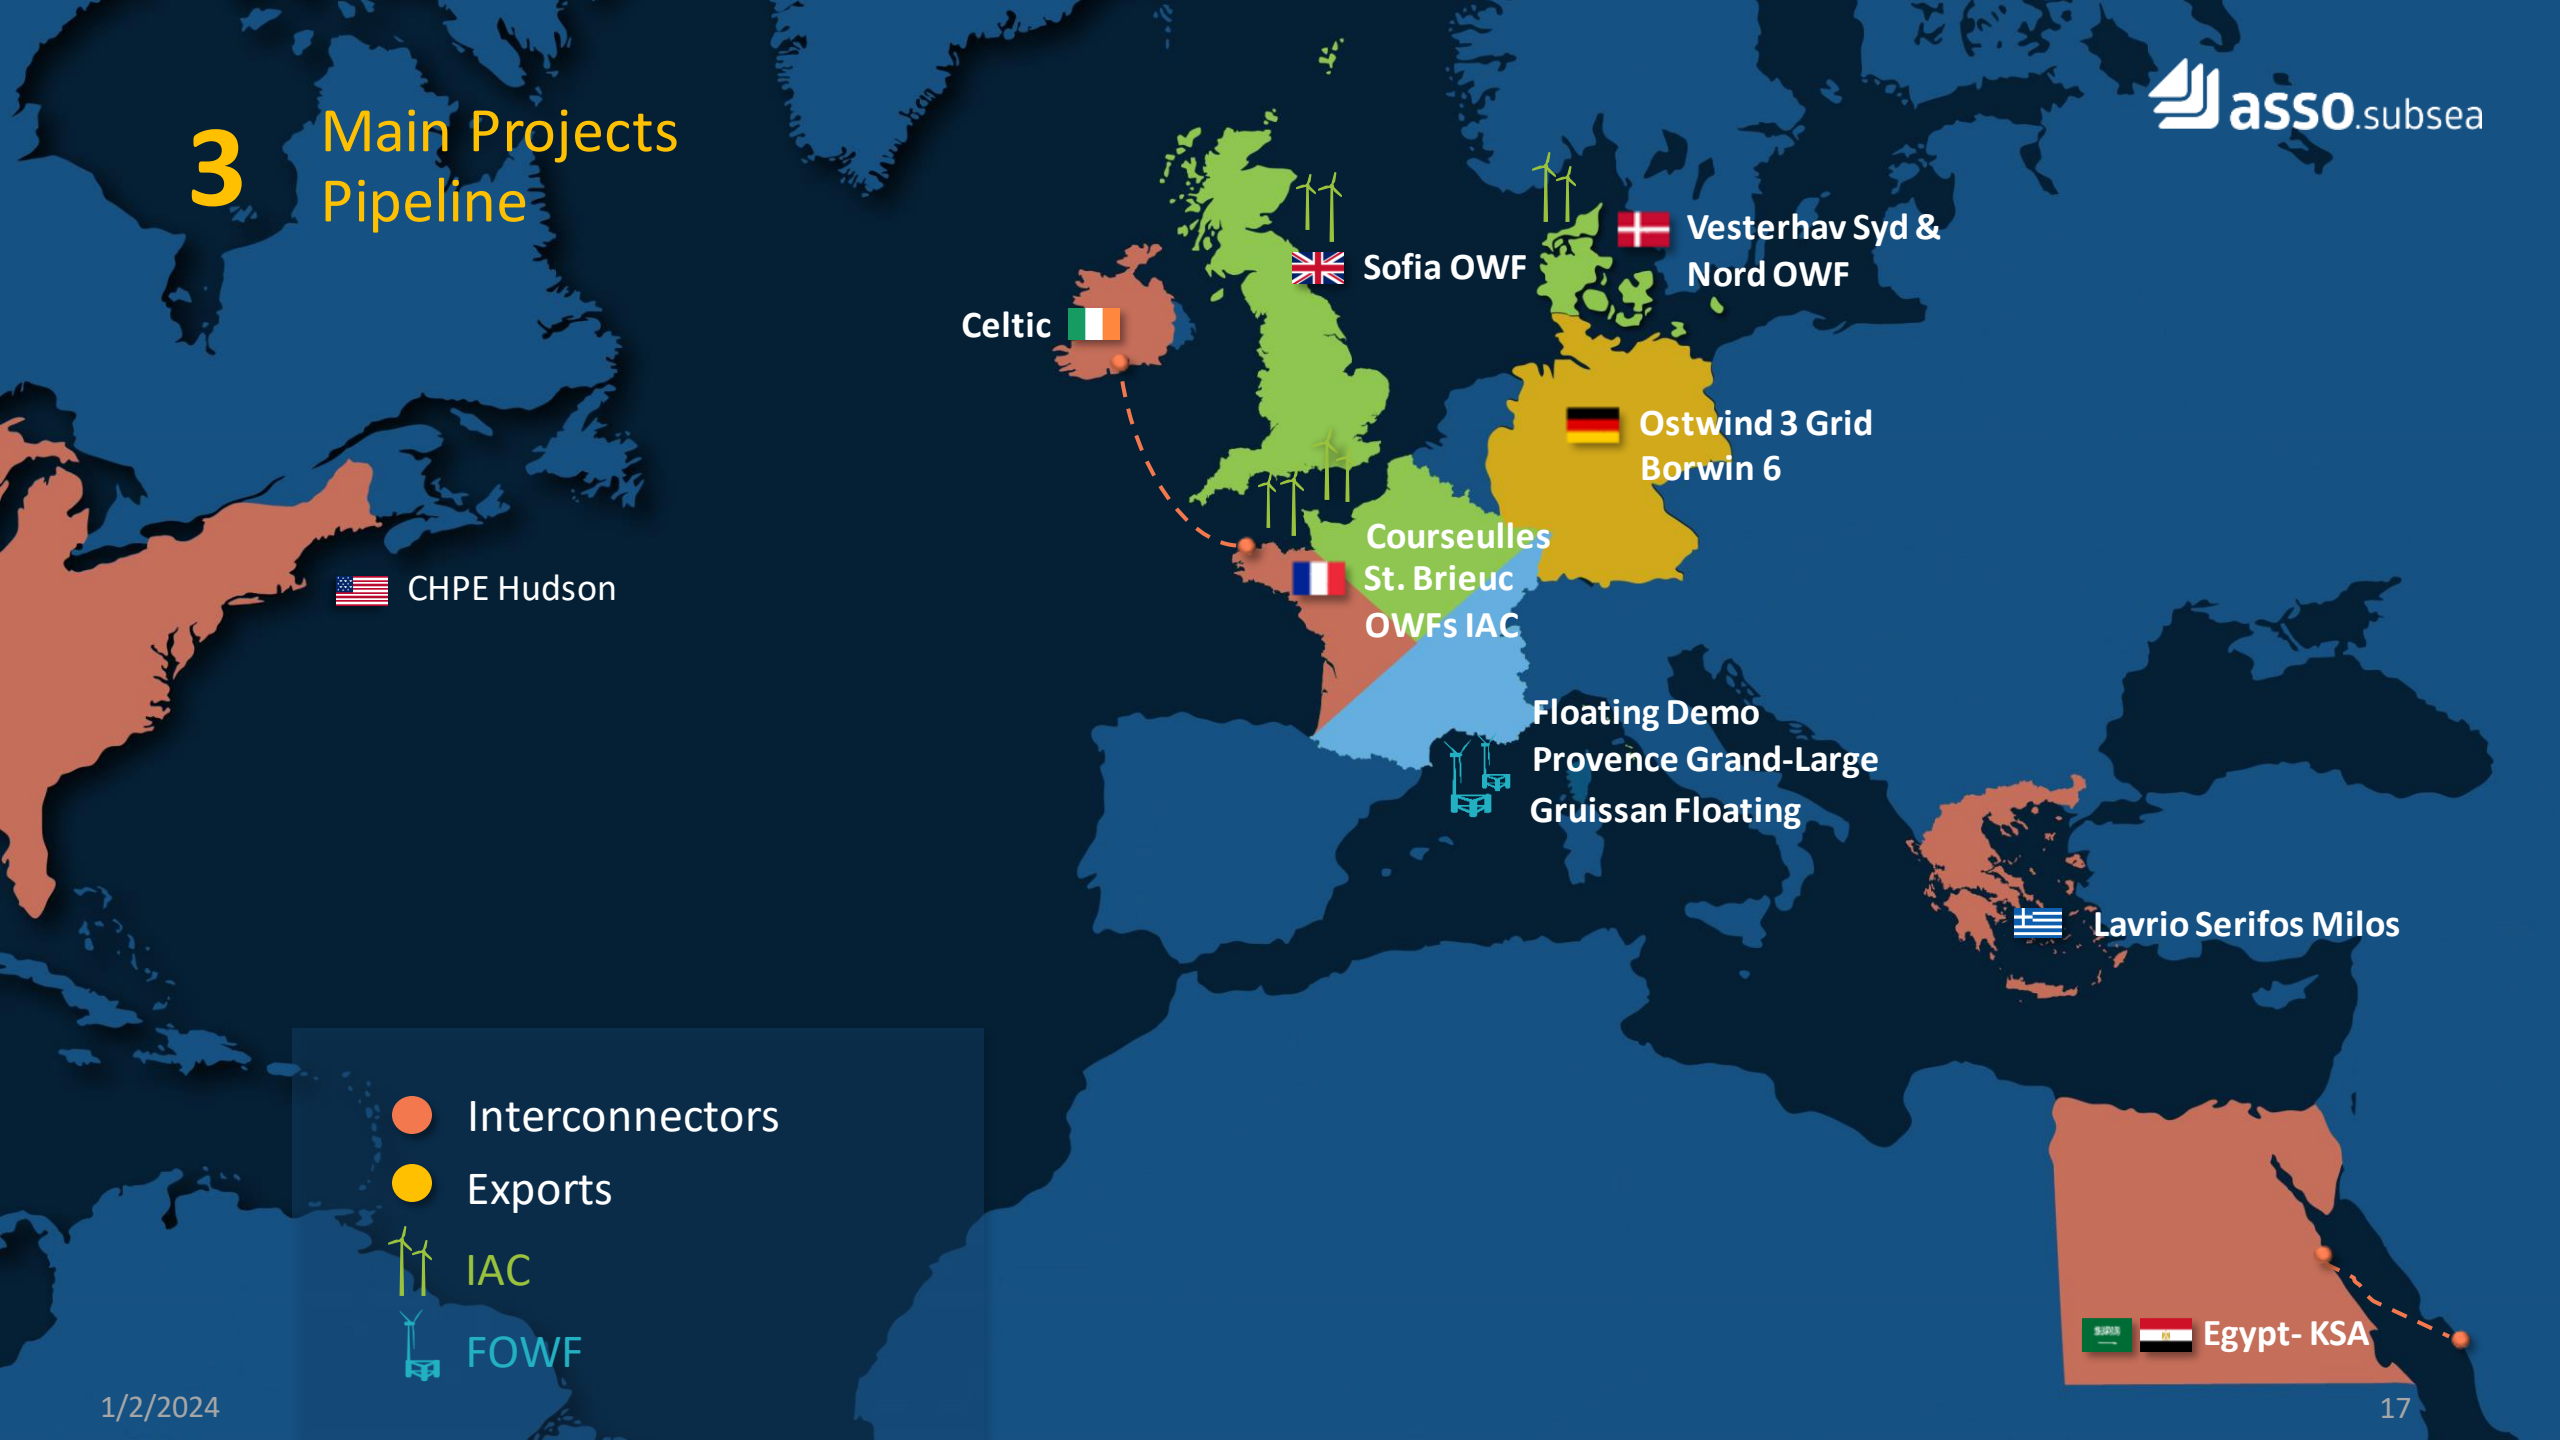 3
Main Projects
Pipeline
asso.subsea
Vesterhav Syd &
Nord OWF
Sofia OWF
Celtic
Ostwind 3 Grid
Borwin 6
Courseulles
St. Brieuc
OWFs IAC
CHPE Hudson
Floating Demo
Provence Grand-Large
Gruissan Floating
Lavrio Serifos Milos
Interconnectors
Exports
IAC
FOWF
Egypt- KSA
1/2/2024
17